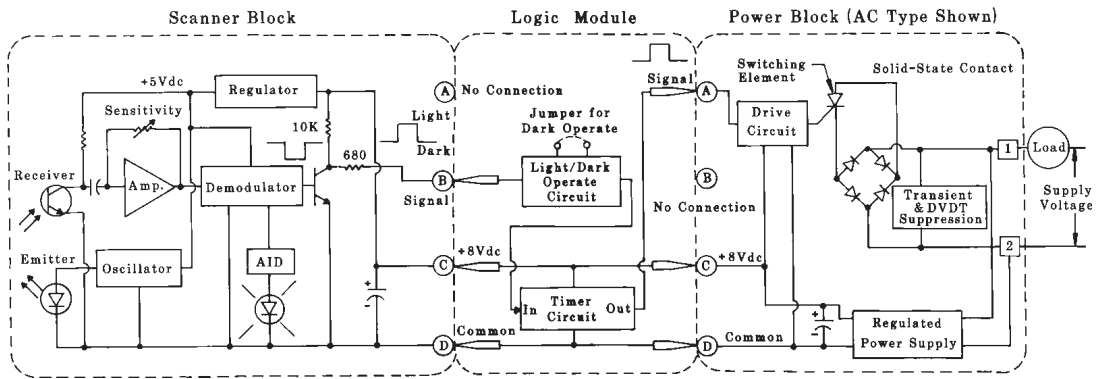 Scanner Block
Logic Module
Power Block (AC Type Shown)
+5Vdc
Regulator
Sensitivity
10K
Light
Dark
680
Receiver
Amp.
Demodulator
Emitter
Oscillator
AID
+
-
A
No Connection
B
Signal
C
+8Vdc
D
Common
Jumper for
Dark Operate
Light/Dark
Operate
Circuit
In
Timer
Circuit
Out
Signal
A
B
No Connection
C
+8Vdc
D
Common
Switching
Element
Solid-State Contact
Drive
Circuit
Transient
& DVDT
Suppression
+
-
Regulated
Power Supply
1
2
Load
Supply
Voltage